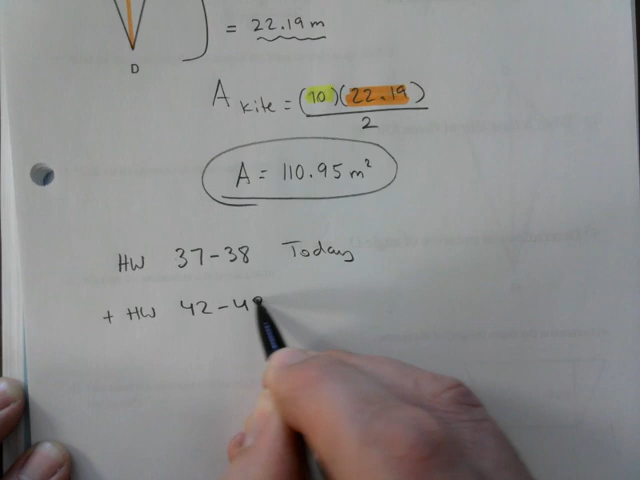 D
= 22.19 m
A kite = (10)(22.19)
2
A = 110.95 m²
HW 37-38 Today
+ HW 42-4